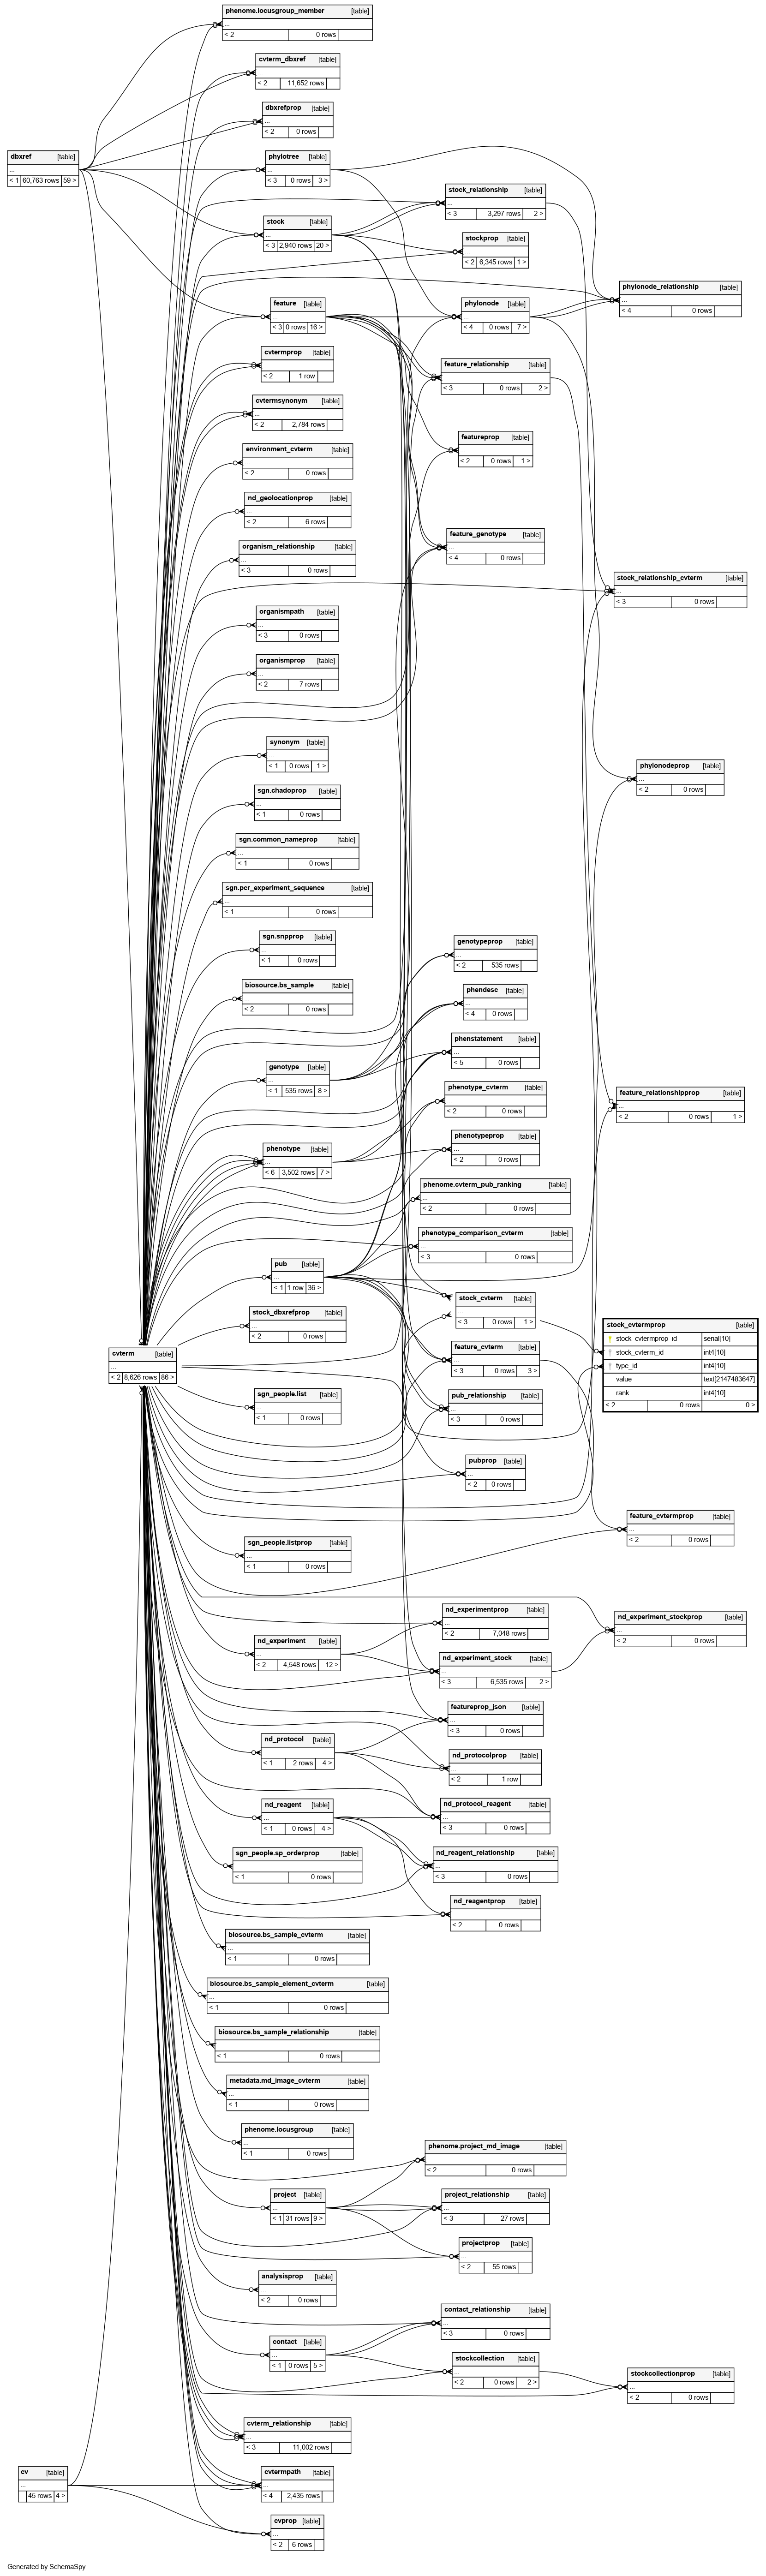 phenome.locusgroup_member [table]
...
< 2 0 rows
cvterm_dbxref [table]
...
< 2 11,652 rows
dbxrefprop [table]
...
< 2 0 rows
dbxref [table]
...
< 1 60,763 rows 59 >
phylotree [table]
...
< 3 0 rows 3 >
stock_relationship [table]
...
< 3 3,297 rows 2 >
stock [table]
...
< 3 2,940 rows 20 >
stockprop [table]
...
< 2 6,345 rows 1 >
phylonode_relationship [table]
...
< 4 0 rows
feature [table]
...
< 3 0 rows 16 >
phylonode [table]
...
< 4 0 rows 7 >
cvtermprop [table]
...
< 2 1 row
feature_relationship [table]
...
< 3 0 rows 2 >
cvtermsynonym [table]
...
< 2 2,784 rows
featureprop [table]
...
< 2 0 rows 1 >
environment_cvterm [table]
...
< 2 0 rows
nd_geolocationprop [table]
...
< 2 6 rows
feature_genotype [table]
...
< 4 0 rows
organism_relationship [table]
...
< 3 0 rows
stock_relationship_cvterm [table]
...
< 3 0 rows
organismpath [table]
...
< 3 0 rows
organismprop [table]
...
< 2 7 rows
synonym [table]
...
< 1 0 rows 1 >
phylonodeprop [table]
...
< 2 0 rows
sgn.chadoprop [table]
...
< 1 0 rows
sgn.common_nameprop [table]
...
< 1 0 rows
sgn.pcr_experiment_sequence [table]
...
< 1 0 rows
sgn.snpprop [table]
...
< 1 0 rows
genotypeprop [table]
...
< 2 535 rows
biosource.bs_sample [table]
...
< 2 0 rows
phendesc [table]
...
< 4 0 rows
phenstatement [table]
...
< 5 0 rows
genotype [table]
...
< 1 535 rows 8 >
phenotype_cvterm [table]
...
< 2 0 rows
feature_relationshipprop [table]
...
< 2 0 rows 1 >
phenotype [table]
...
< 6 3,502 rows 7 >
phenotypeprop [table]
...
< 2 0 rows
phenome.cvterm_pub_ranking [table]
...
< 2 0 rows
phenotype_comparison_cvterm [table]
...
< 3 0 rows
pub [table]
...
< 1 1 row 36 >
stock_cvterm [table]
...
< 3 0 rows 1 >
stock_dbxrefprop [table]
...
< 2 0 rows
stock_cvtermprop [table]
stock_cvtermprop_id serial[10]
stock_cvterm_id int4[10]
type_id int4[10]
value text[2147483647]
rank int4[10]
< 2 0 rows 0 >
cvterm [table]
...
< 2 8,626 rows 86 >
feature_cvterm [table]
...
< 3 0 rows 3 >
sgn_people.list [table]
...
< 1 0 rows
pub_relationship [table]
...
< 3 0 rows
pubprop [table]
...
< 2 0 rows
feature_cvtermprop [table]
...
< 2 0 rows
sgn_people.listprop [table]
...
< 1 0 rows
nd_experimentprop [table]
...
< 2 7,048 rows
nd_experiment_stockprop [table]
...
< 2 0 rows
nd_experiment [table]
...
< 2 4,548 rows 12 >
nd_experiment_stock [table]
...
< 3 6,535 rows 2 >
featureprop_json [table]
...
< 3 0 rows
nd_protocol [table]
...
< 1 2 rows 4 >
nd_protocolprop [table]
...
< 2 1 row
nd_reagent [table]
...
< 1 0 rows 4 >
nd_protocol_reagent [table]
...
< 3 0 rows
sgn_people.sp_orderprop [table]
...
< 1 0 rows
nd_reagent_relationship [table]
...
< 3 0 rows
nd_reagentprop [table]
...
< 2 0 rows
biosource.bs_sample_cvterm [table]
...
< 1 0 rows
biosource.bs_sample_element_cvterm [table]
...
< 1 0 rows
biosource.bs_sample_relationship [table]
...
< 1 0 rows
metadata.md_image_cvterm [table]
...
< 1 0 rows
phenome.locusgroup [table]
...
< 1 0 rows
phenome.project_md_image [table]
...
< 2 0 rows
project [table]
...
< 1 31 rows 9 >
project_relationship [table]
...
< 3 27 rows
projectprop [table]
...
< 2 55 rows
analysisprop [table]
...
< 2 0 rows
contact_relationship [table]
...
< 3 0 rows
contact [table]
...
< 1 0 rows 5 >
stockcollection [table]
...
< 2 0 rows 2 >
stockcollectionprop [table]
...
< 2 0 rows
cvterm_relationship [table]
...
< 3 11,002 rows
cv [table]
...
45 rows 4 >
cvtermpath [table]
...
< 4 2,435 rows
cvprop [table]
...
< 2 6 rows
Generated by SchemaSpy